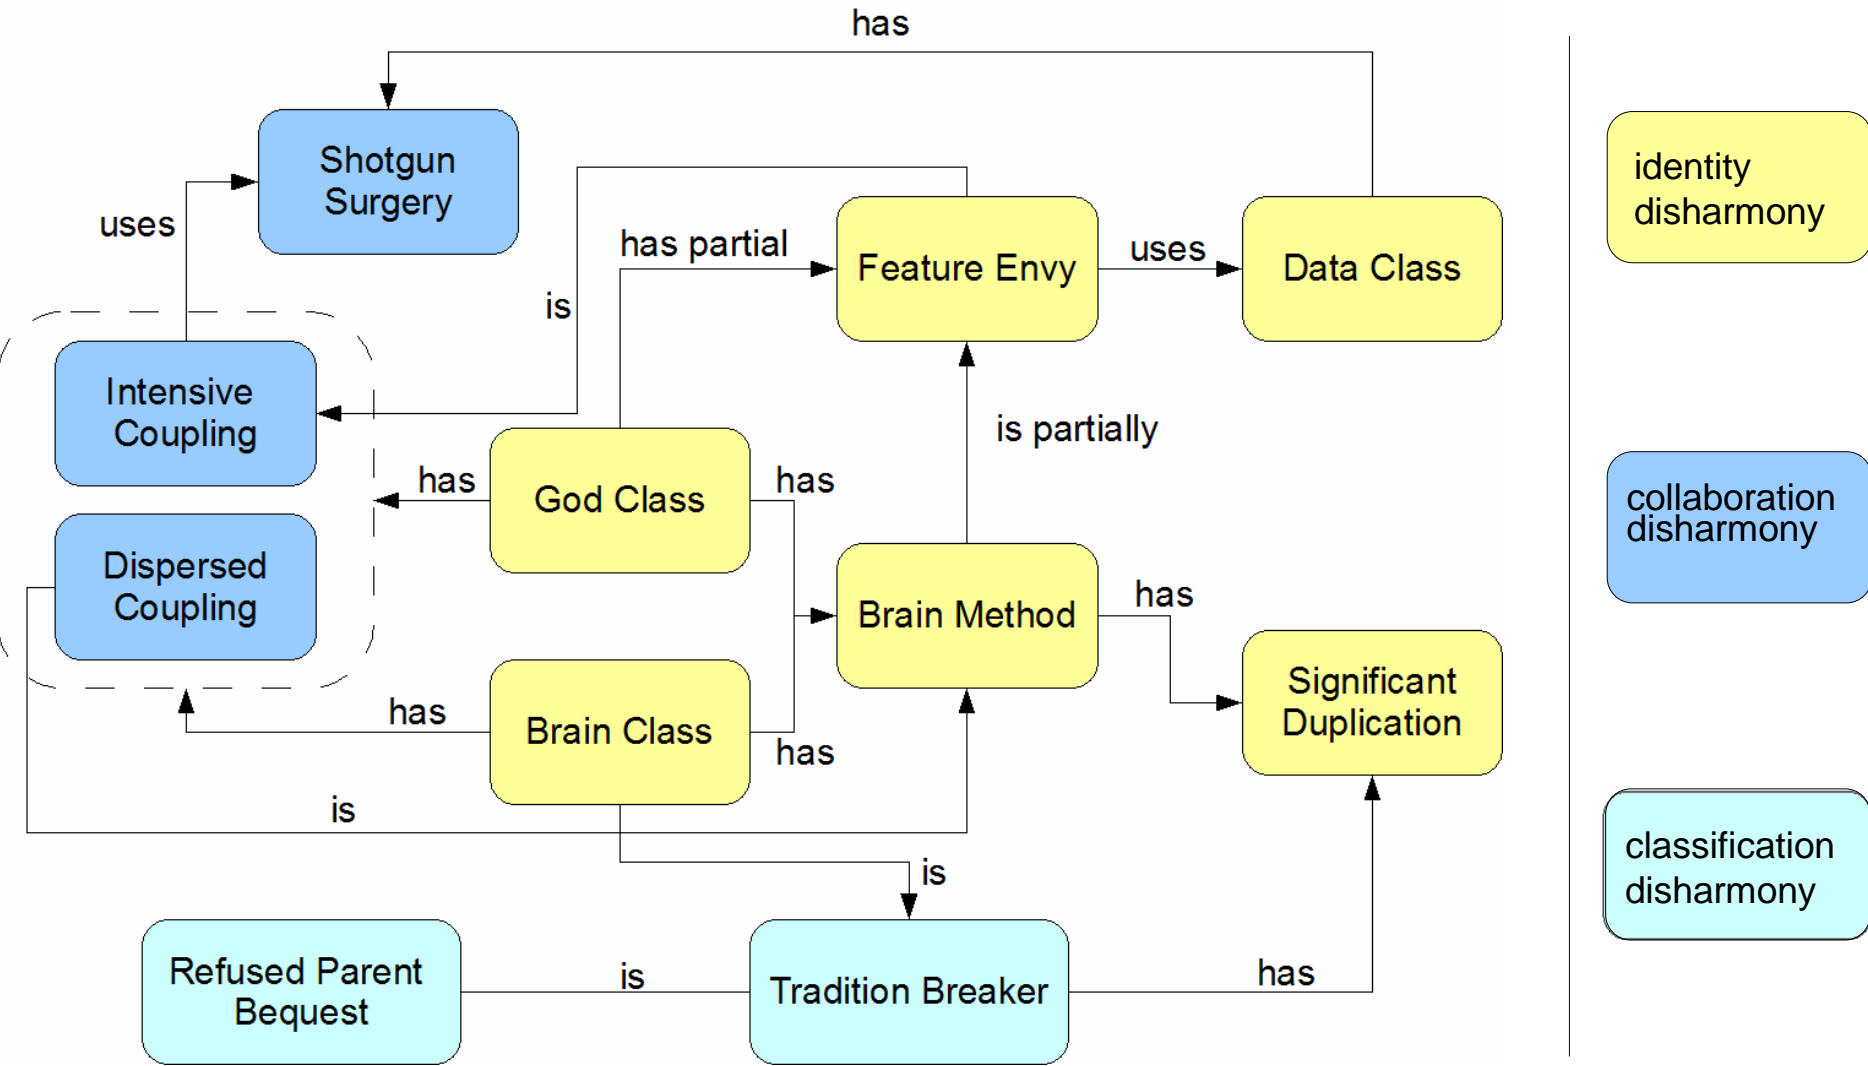 has
Shotgun
Surgery
uses
has partial
Feature Envy
uses
Data Class
is
Intensive
Coupling
is partially
has
God Class
has
Dispersed
Coupling
Brain Method
has
Significant
Duplication
has
Brain Class
has
is
is
Refused Parent
Bequest
is
Tradition Breaker
has
identity
disharmony
collaboration
disharmony
classification
disharmony